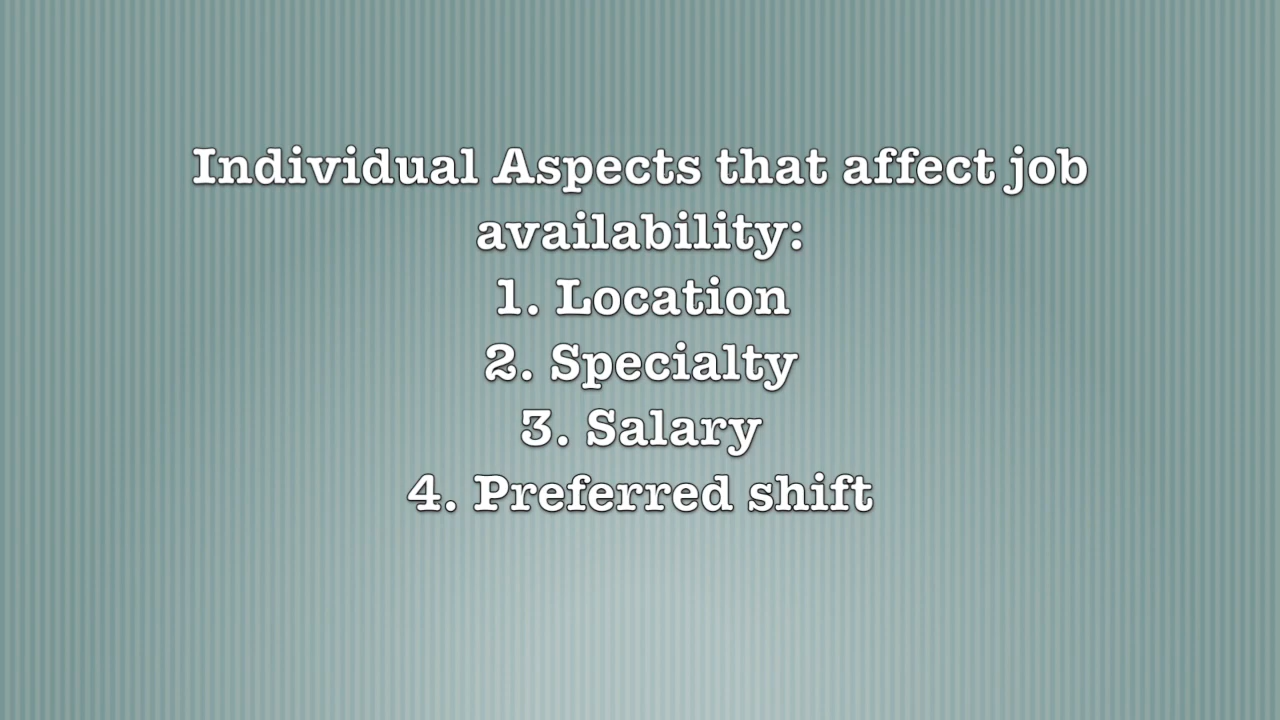 Individual Aspects that affect job
availability:
1. Location
2. Specialty
3. Salary
4. Preferred shift